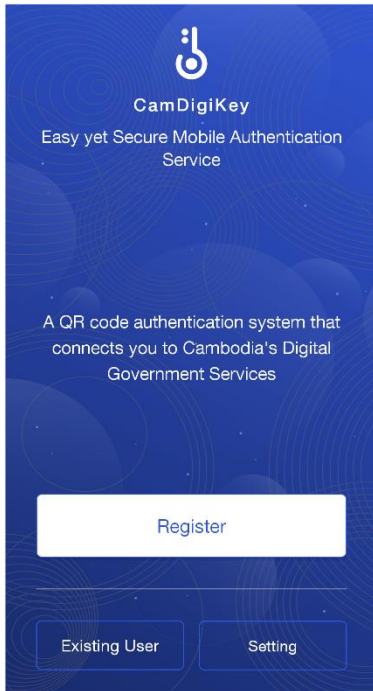 CamDigiKey
Easy yet Secure Mobile Authentication
Service
A QR code authentication system that
connects you to Cambodia's Digital
Government Services
Register
Existing User
Setting